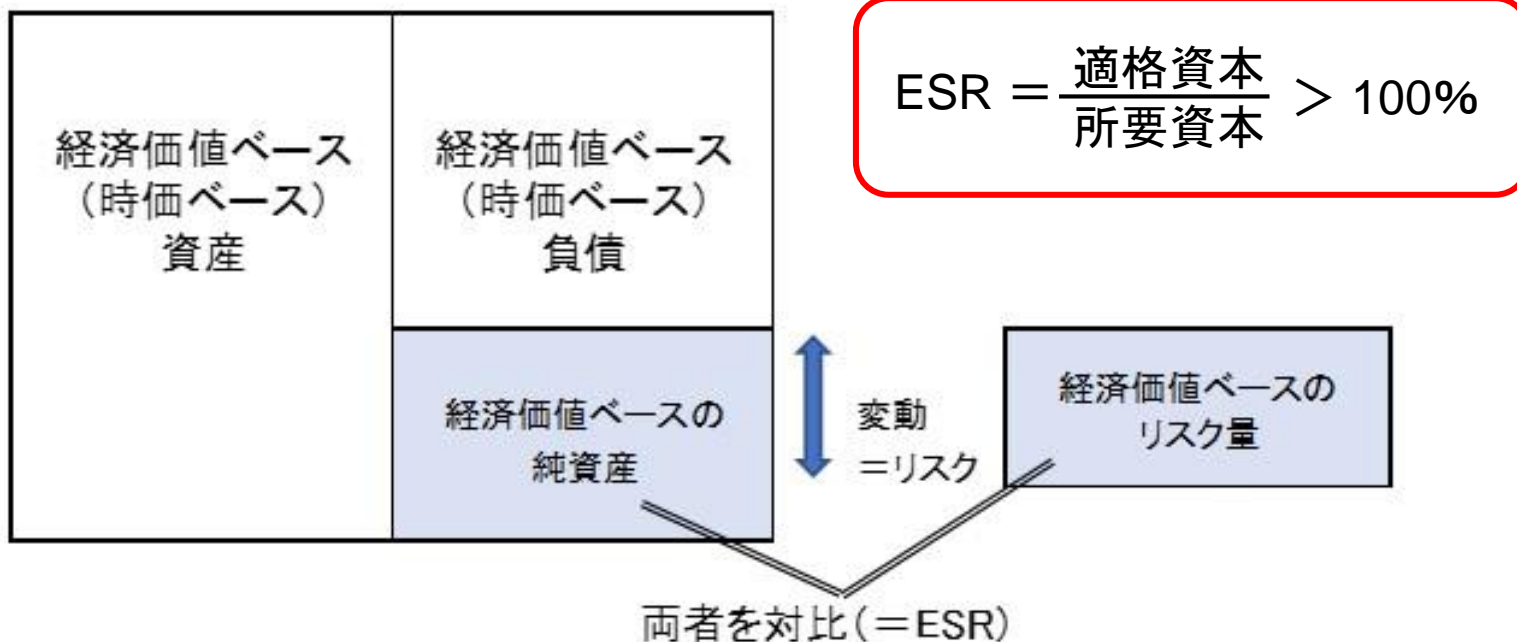 経済価値ベース
(時価ベース)
資産
経済価値ベース
(時価ベース)
負債
ESR = 適格資本 > 100%
所要資本
経済価値ベースの
純資産
変動
=リスク
経済価値ベースの
リスク量
両者を対比(=ESR)